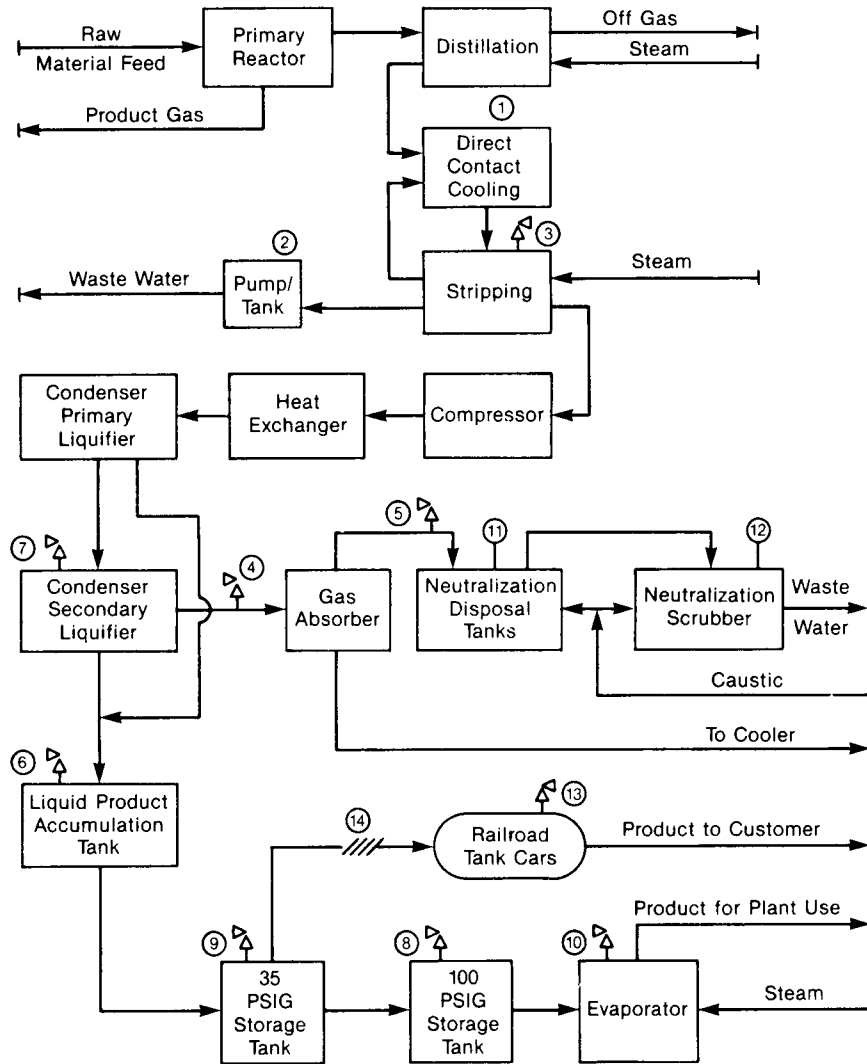 Raw
Material Feed
Primary
Reactor
Distillation
Off Gas
Steam
Product Gas
1
Direct
Contact
Cooling
2
3
Waste Water
Pump/
Tank
Stripping
Steam
Condenser
Primary
Liquifier
Heat
Exchanger
Compressor
5
11
12
7
4
Condenser
Secondary
Liquifier
Gas
Absorber
Neutralization
Disposal
Tanks
Neutralization
Scrubber
Waste
Water
Caustic
To Cooler
6
Liquid Product
Accumulation
Tank
14
13
Railroad
Tank Cars
Product to Customer
Product for Plant Use
9
8
10
35
PSIG
Storage
Tank
100
PSIG
Storage
Tank
Evaporator
Steam